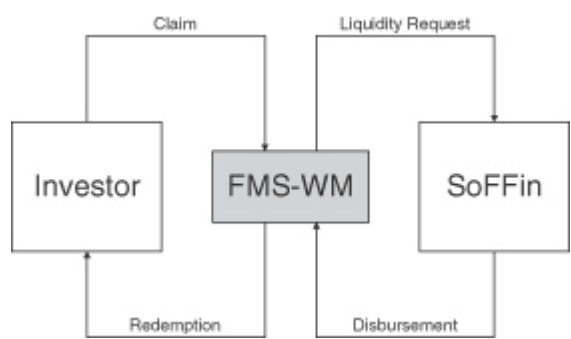 Claim
Liquidity Request
Investor
FMS-WM
SoFFin
Redemption
Disbursement